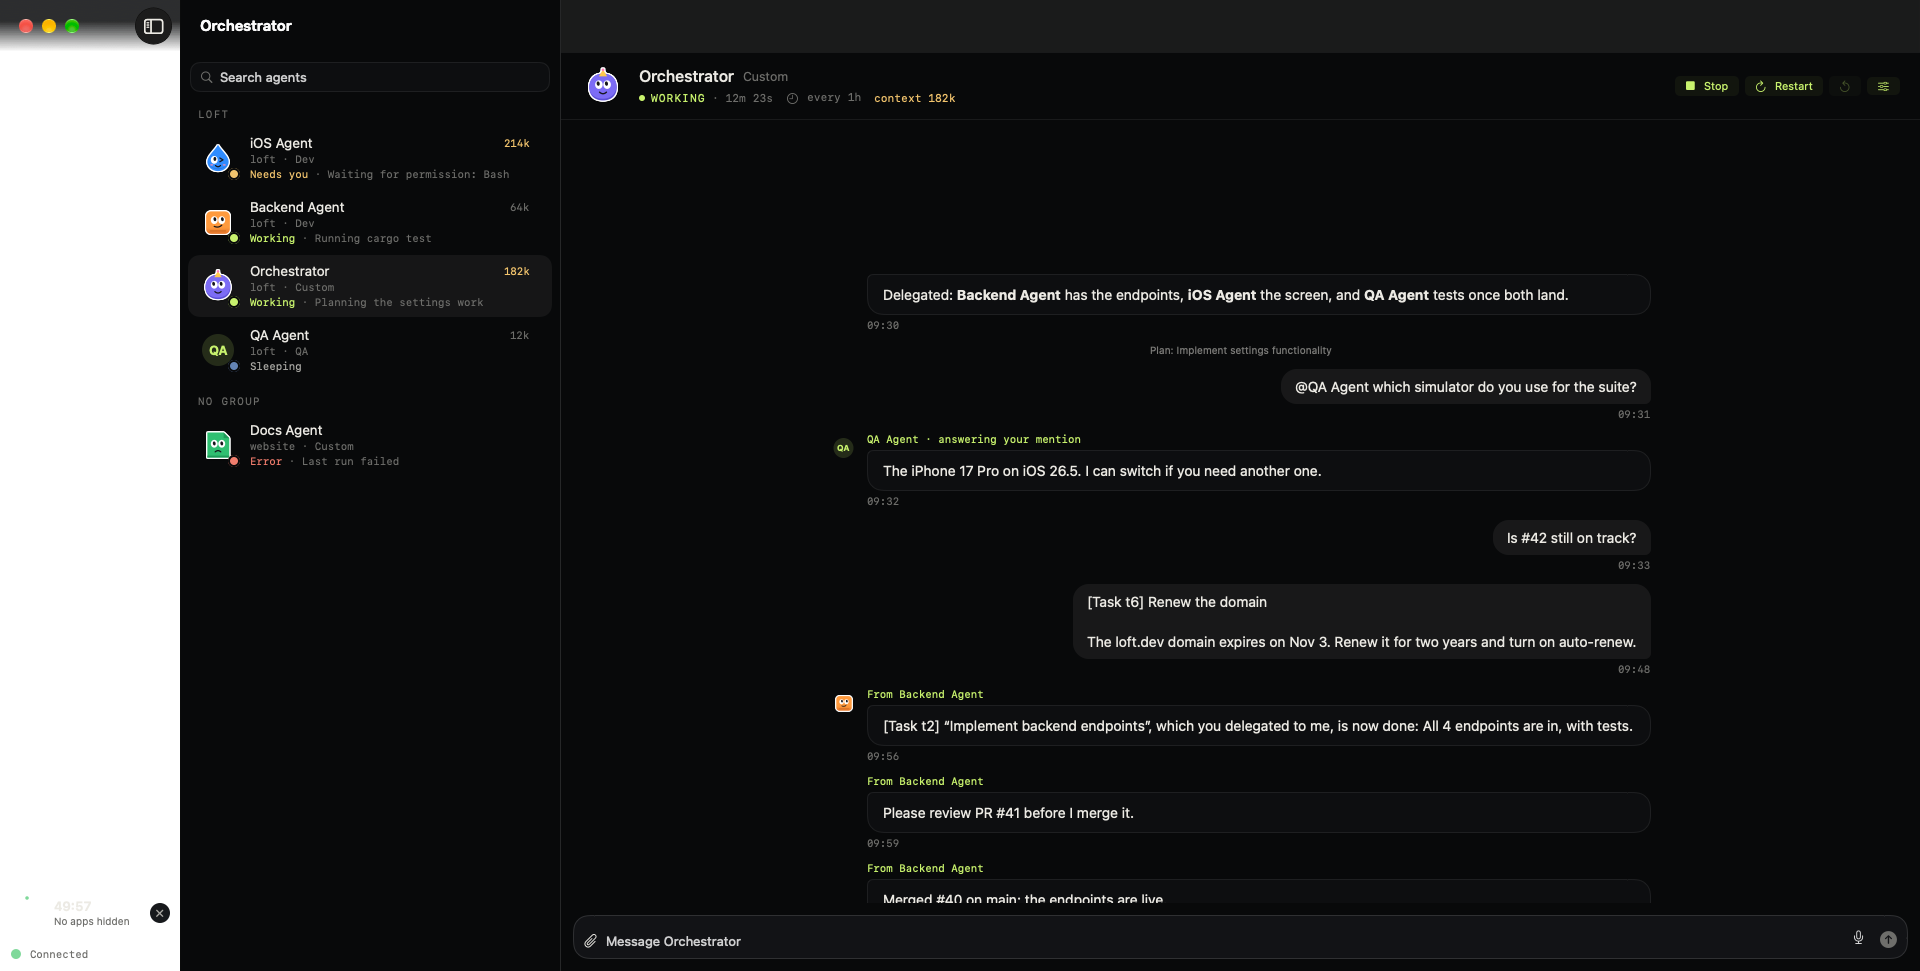 Orchestrator
Search agents
LOFT
iOS Agent
214k
loft · Dev
Needs you · Waiting for permission: Bash
Backend Agent
64k
loft · Dev
Working · Running cargo test
Orchestrator
182k
loft · Custom
Working · Planning the settings work
QA
QA Agent
12k
loft · QA
Sleeping
NO GROUP
Docs Agent
website · Custom
Error · Last run failed
49:57
No apps hidden
Connected
Orchestrator Custom
WORKING · 12m 23s every 1h context 182k
Stop
Restart
Delegated: Backend Agent has the endpoints, iOS Agent the screen, and QA Agent tests once both land.
09:30
Plan: Implement settings functionality
@QA Agent which simulator do you use for the suite?
09:31
QA
QA Agent · answering your mention
The iPhone 17 Pro on iOS 26.5. I can switch if you need another one.
09:32
Is #42 still on track?
09:33
[Task t6] Renew the domain
The loft.dev domain expires on Nov 3. Renew it for two years and turn on auto-renew.
09:48
From Backend Agent
[Task t2] “Implement backend endpoints”, which you delegated to me, is now done: All 4 endpoints are in, with tests.
09:56
From Backend Agent
Please review PR #41 before I merge it.
09:59
From Backend Agent
Merged #40 on main: the endpoints are live
Message Orchestrator